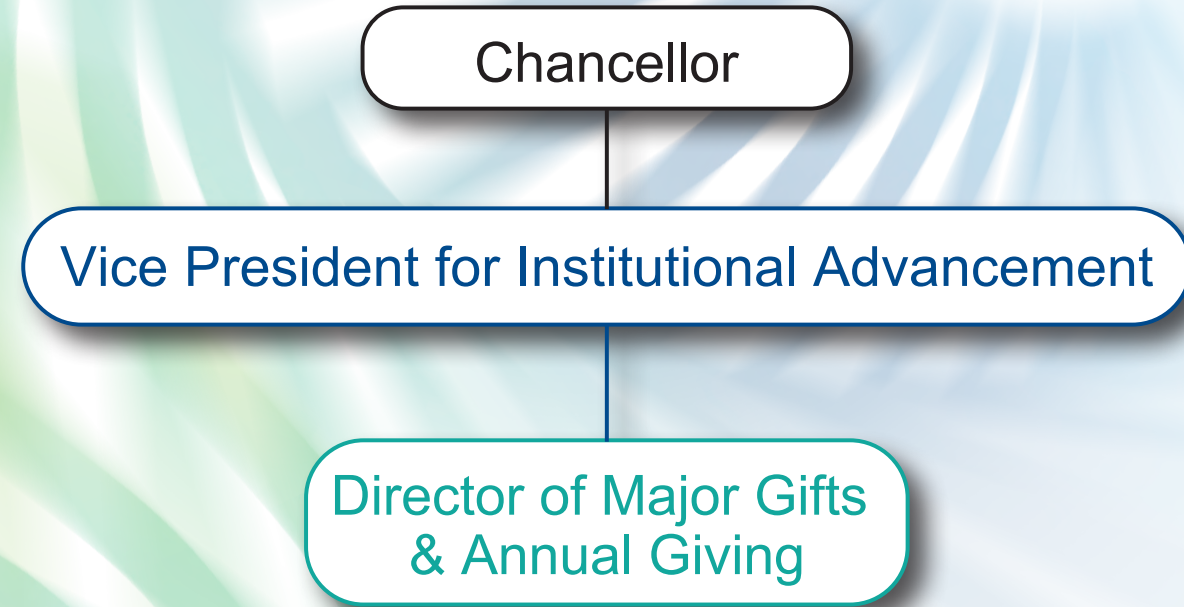 Chancellor
Vice President for Institutional Advancement
Director of Major Gifts
& Annual Giving